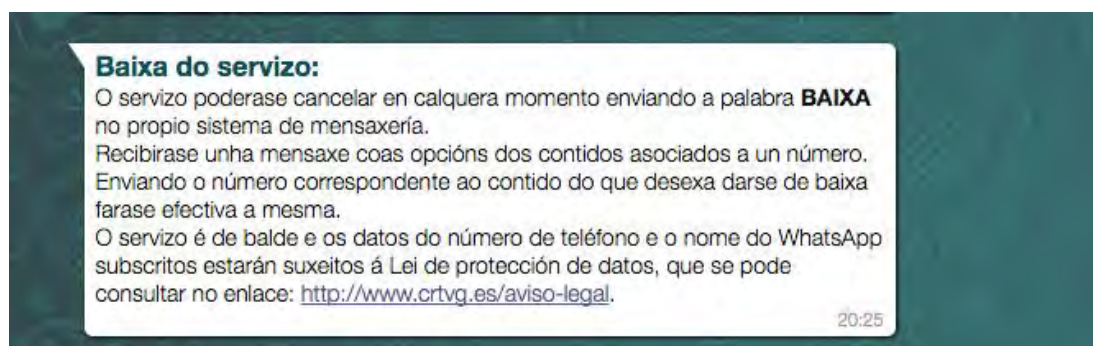 Baixa do servizo:
O servizo poderase cancelar en calquera momento enviando a palabra BAIXA
no propio sistema de mensaxería.
Recibirase unha mensaxe coas opcións dos contidos asociados a un número.
Enviando o número correspondente ao contido do que desexa darse de baixa
farase efectiva a mesma.
O servizo é de balde e os datos do número de teléfono e o nome do WhatsApp
subscritos estarán suxeitos á Lei de protección de datos, que se pode
consultar no enlace: http://www.crtvg.es/aviso-legal.
20:25